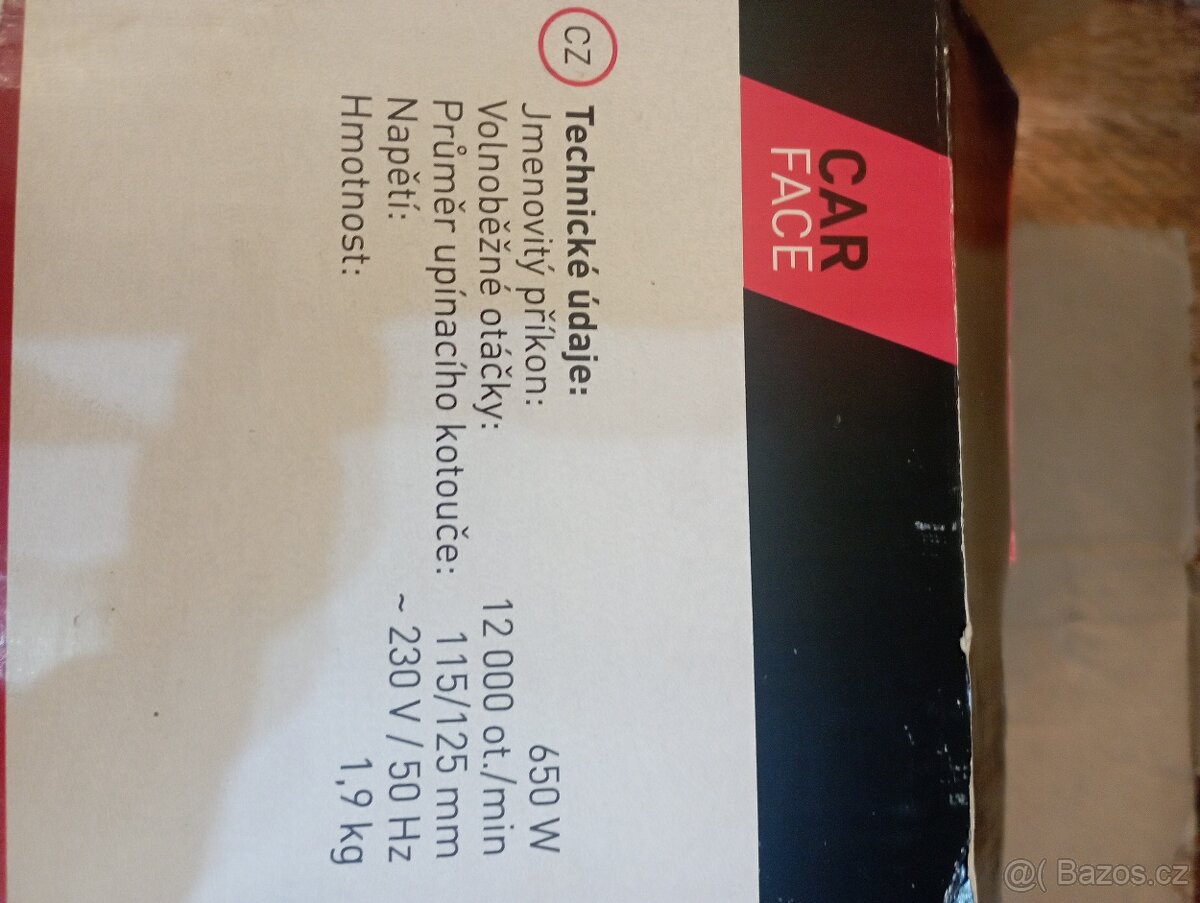 CAR
FACE
CZ
Technické údaje:
Jmenovitý příkon: 650 W
Volnoběžné otáčky: 12 000 ot./min
Průměr upínacího kotouče: 115/125 mm
Napětí: ~ 230 V / 50 Hz
Hmotnost: 1,9 kg
@( Bazos.cz